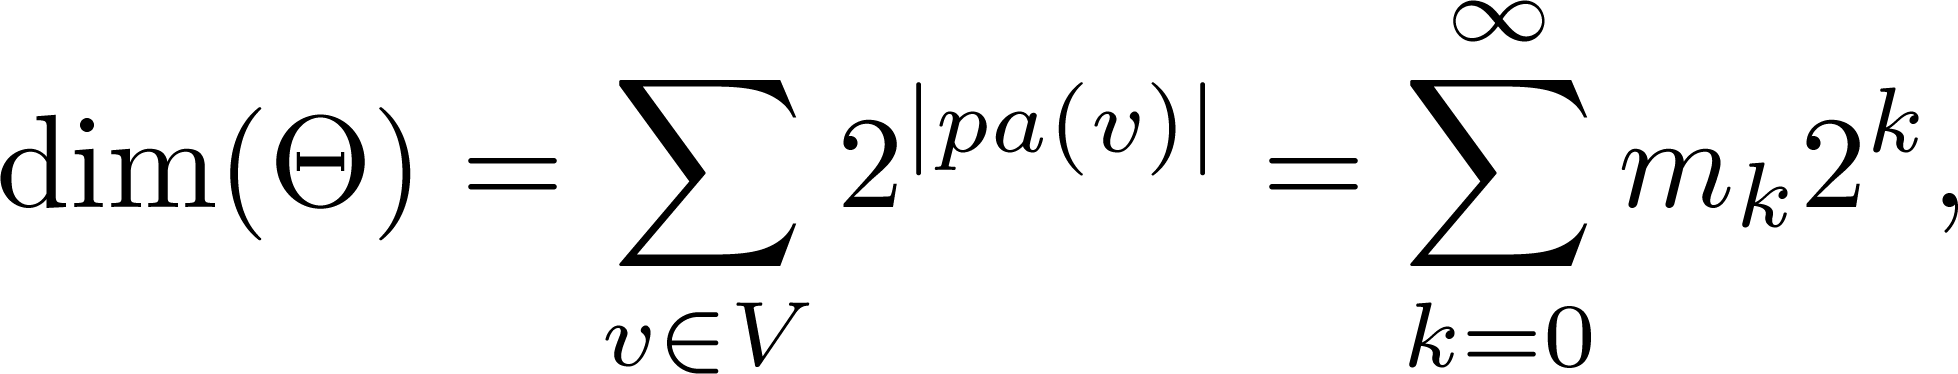 dim(Θ) = ∑_{v∈V} 2^{|pa(v)|} = ∑_{k=0}^{∞} m_k 2^k ,